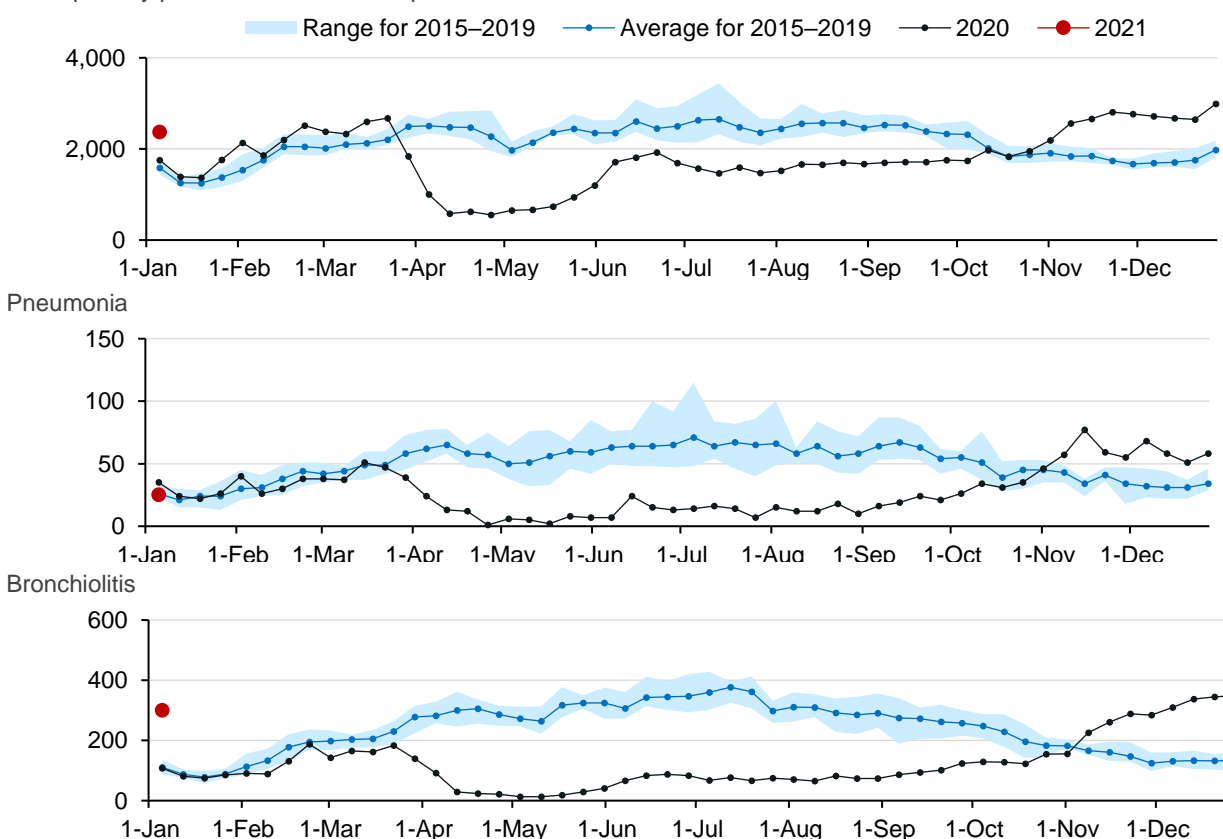 Range for 2015–2019 Average for 2015–2019 2020 2021
4,000
2,000
0
1-Jan 1-Feb 1-Mar 1-Apr 1-May 1-Jun 1-Jul 1-Aug 1-Sep 1-Oct 1-Nov 1-Dec
Pneumonia
150
100
50
0
1-Jan 1-Feb 1-Mar 1-Apr 1-May 1-Jun 1-Jul 1-Aug 1-Sep 1-Oct 1-Nov 1-Dec
Bronchiolitis
600
400
200
0
1-Jan 1-Feb 1-Mar 1-Apr 1-May 1-Jun 1-Jul 1-Aug 1-Sep 1-Oct 1-Nov 1-Dec